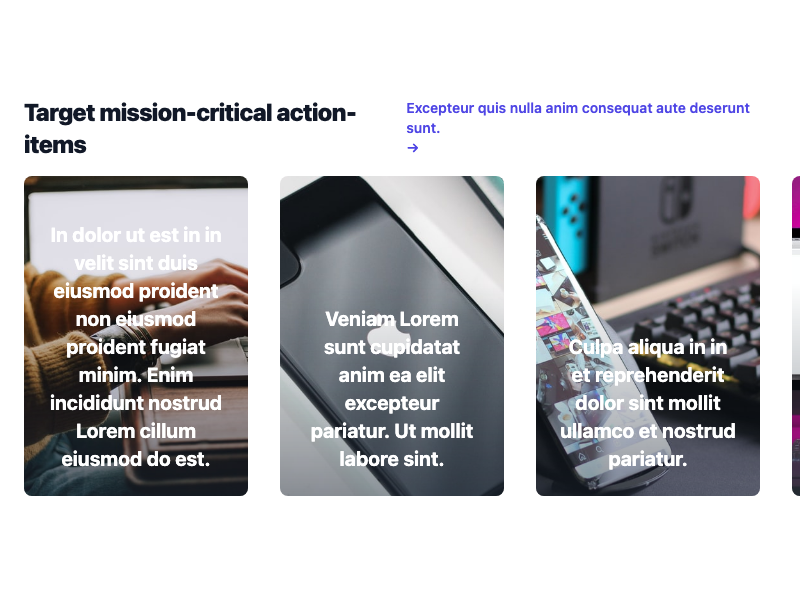 Target mission-critical action-
items
Excepteur quis nulla anim consequat aute deserunt
sunt.
→
In dolor ut est in in
velit sint duis
eiusmod proident
non eiusmod
proident fugiat
minim. Enim
incididunt nostrud
Lorem cillum
eiusmod do est.
Veniam Lorem
sunt cupidatat
anim ea elit
excepteur
pariatur. Ut mollit
labore sint.
SWITCH
Culpa aliqua in in
et reprehenderit
dolor sint mollit
ullamco et nostrud
pariatur.